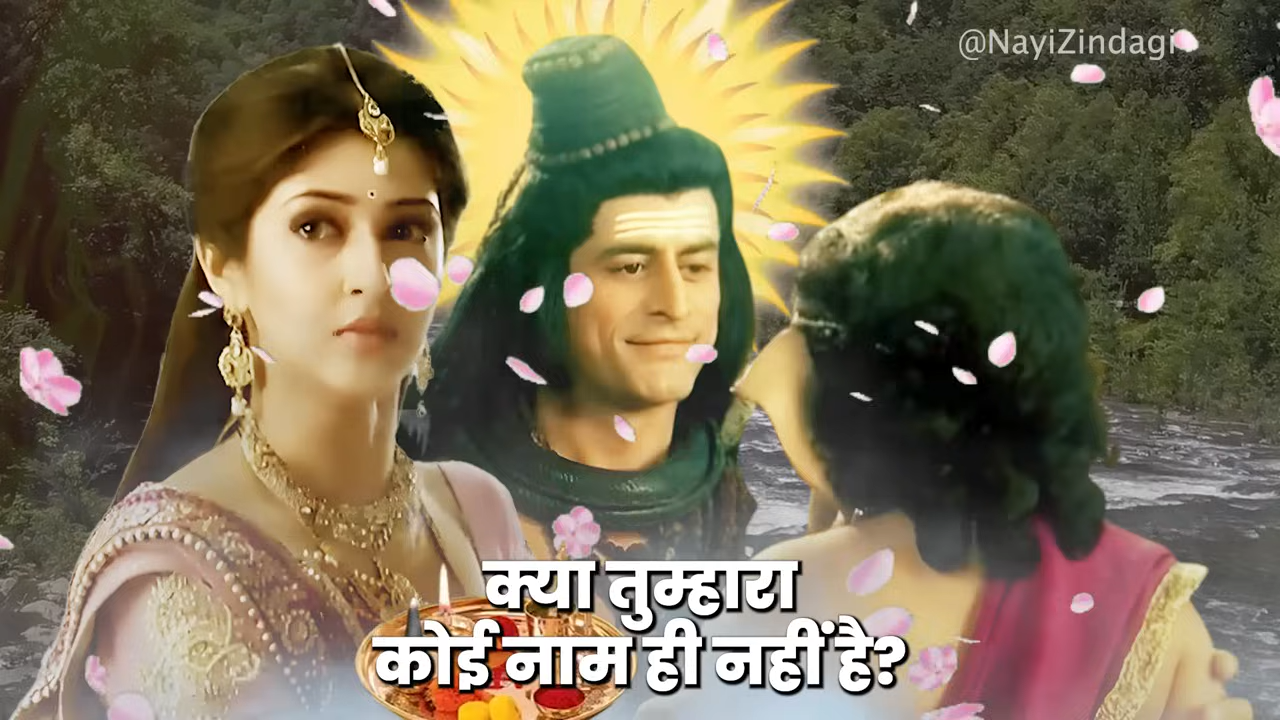 @NayiZindagi
क्या तुम्हारा
कोई नाम ही नहीं है?